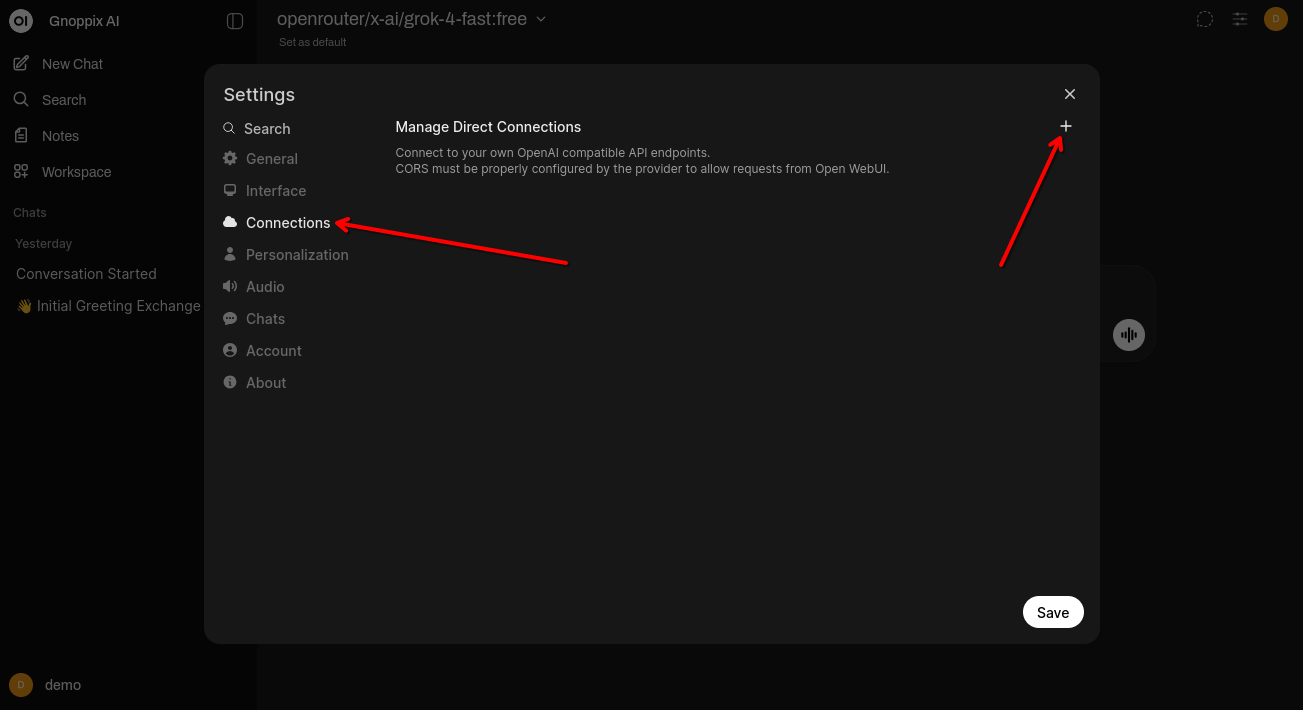 OI Gnoppix AI
openrouter/x-ai/grok-4-fast:free
D
Set as default
New Chat
Search
Notes
Workspace
Chats
Yesterday
Conversation Started
👋 Initial Greeting Exchange
D demo
Settings
Search
General
Interface
Connections
Personalization
Audio
Chats
Account
About
Manage Direct Connections
Connect to your own OpenAI compatible API endpoints.
CORS must be properly configured by the provider to allow requests from Open WebUI.
Save